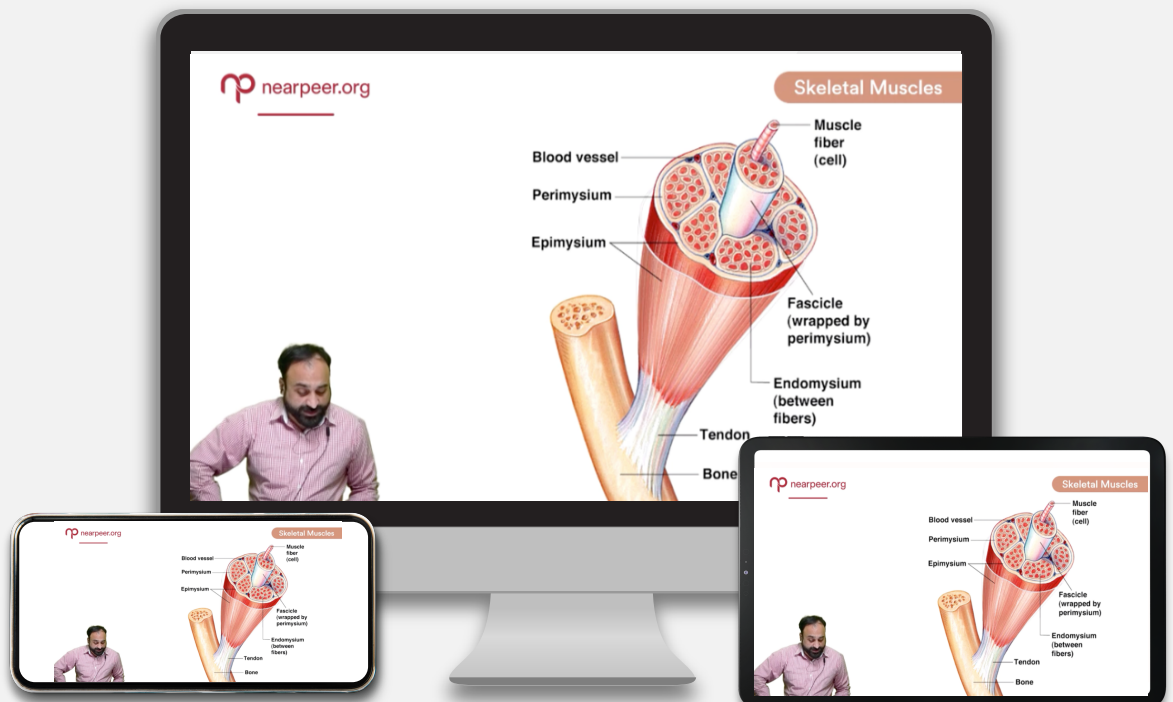 nearpeer.org
Skeletal Muscles
Muscle
fiber
(cell)
Blood vessel
Perimysium
Epimysium
Fascicle
(wrapped by
perimysium)
Endomysium
(between
fibers)
Tendon
Bone
nearpeer.org
Skeletal Muscles
Muscle
fiber
(cell)
Blood vessel
Perimysium
Epimysium
Fascicle
(wrapped by
perimysium)
Endomysium
(between
fibers)
Tendon
Bone
nearpeer.org
Skeletal Muscles
Muscle
fiber
(cell)
Blood vessel
Perimysium
Epimysium
Fascicle
(wrapped by
perimysium)
Endomysium
(between
fibers)
Tendon
Bone